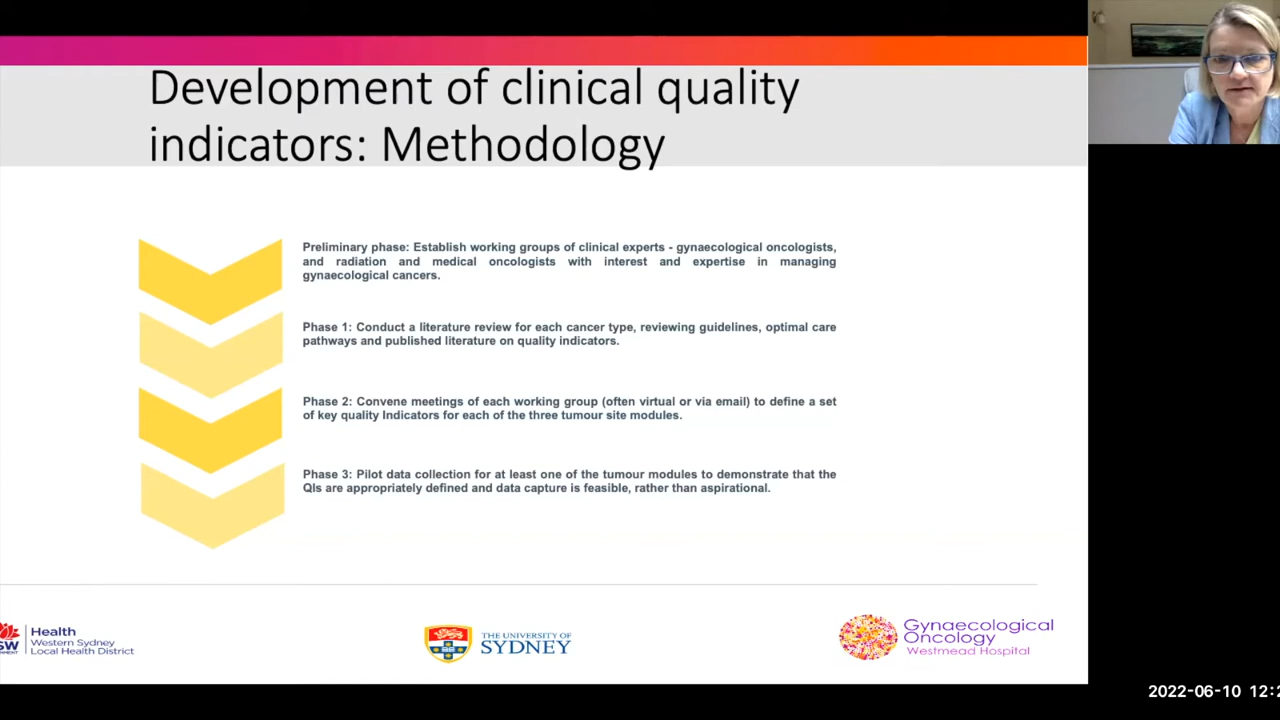 Development of clinical quality
indicators: Methodology
Preliminary phase: Establish working groups of clinical experts - gynaecological oncologists,
and radiation and medical oncologists with interest and expertise in managing
gynaecological cancers.
Phase 1: Conduct a literature review for each cancer type, reviewing guidelines, optimal care
pathways and published literature on quality indicators.
Phase 2: Convene meetings of each working group (often virtual or via email) to define a set
of key quality Indicators for each of the three tumour site modules.
Phase 3: Pilot data collection for at least one of the tumour modules to demonstrate that the
QIs are appropriately defined and data capture is feasible, rather than aspirational.
Health
Western Sydney
Local Health District
THE UNIVERSITY OF
SYDNEY
Gynaecological
Oncology
Westmead Hospital
2022-06-10 12:2